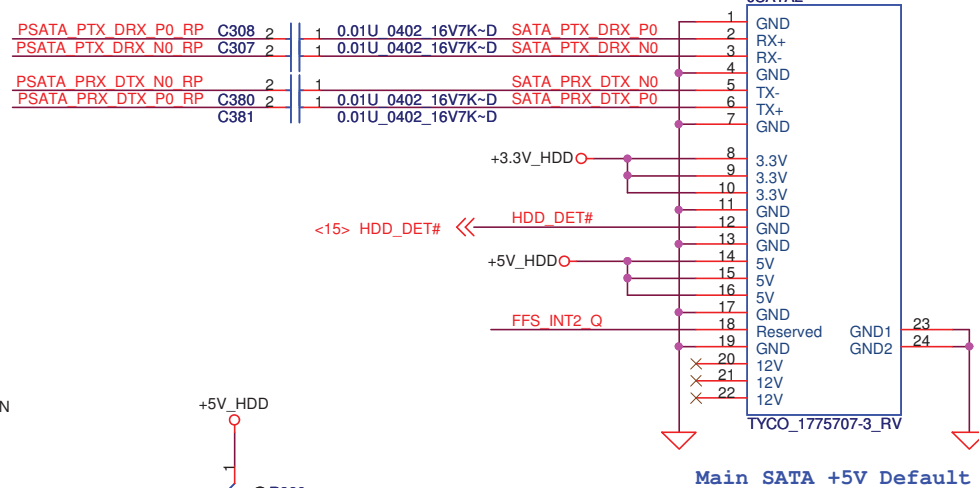 1 GND
PSATA_PTX_DRX_P0_RP C308 2 1 0.01U_0402_16V7K~D SATA_PTX_DRX_P0 2 RX+
PSATA_PTX_DRX_N0_RP C307 2 1 0.01U_0402_16V7K~D SATA_PTX_DRX_N0 3 RX-
4 GND
PSATA_PRX_DTX_N0_RP 2 1 SATA_PRX_DTX_N0 5 TX-
PSATA_PRX_DTX_P0_RP C380 2 1 0.01U_0402_16V7K~D SATA_PRX_DTX_P0 6 TX+
C381 0.01U_0402_16V7K~D 7 GND
+3.3V_HDD 8 3.3V
9 3.3V
10 3.3V
11 GND
<15> HDD_DET# HDD_DET# 12 GND
13 GND
+5V_HDD 14 5V
15 5V
16 5V
17 GND
FFS_INT2_Q 18 Reserved GND1 23
19 GND GND2 24
20 12V
21 12V
22 12V
N +5V_HDD
TYCO_1775707-3_RV
1
Main SATA +5V Default